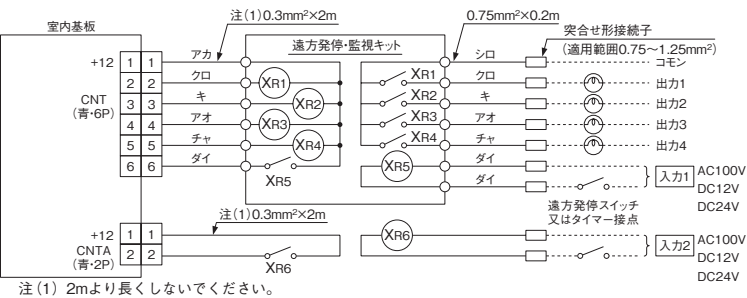 室内基板
注(1)0.3mm²×2m
0.75mm²×0.2m
突合せ形接続子
(適用範囲0.75～1.25mm²)
遠方発停・監視キット
+12 1 1 アカ シロ コモン
2 2 クロ XR1 XR1 クロ 出力1
CNT
(青・6P)
3 3 キ XR2 XR2 キ 出力2
4 4 アオ XR3 XR3 アオ 出力3
5 5 チャ XR4 XR4 チャ 出力4
6 6 ダイ XR5 XR5 ダイ
ダイ
入力1
AC100V
DC12V
DC24V
遠方発停スイッチ
又はタイマー接点
注(1)0.3mm²×2m
+12 1 1
CNTA
(青・2P)
2 2 XR6 XR6
入力2
AC100V
DC12V
DC24V
注(1) 2mより長くしないでください。